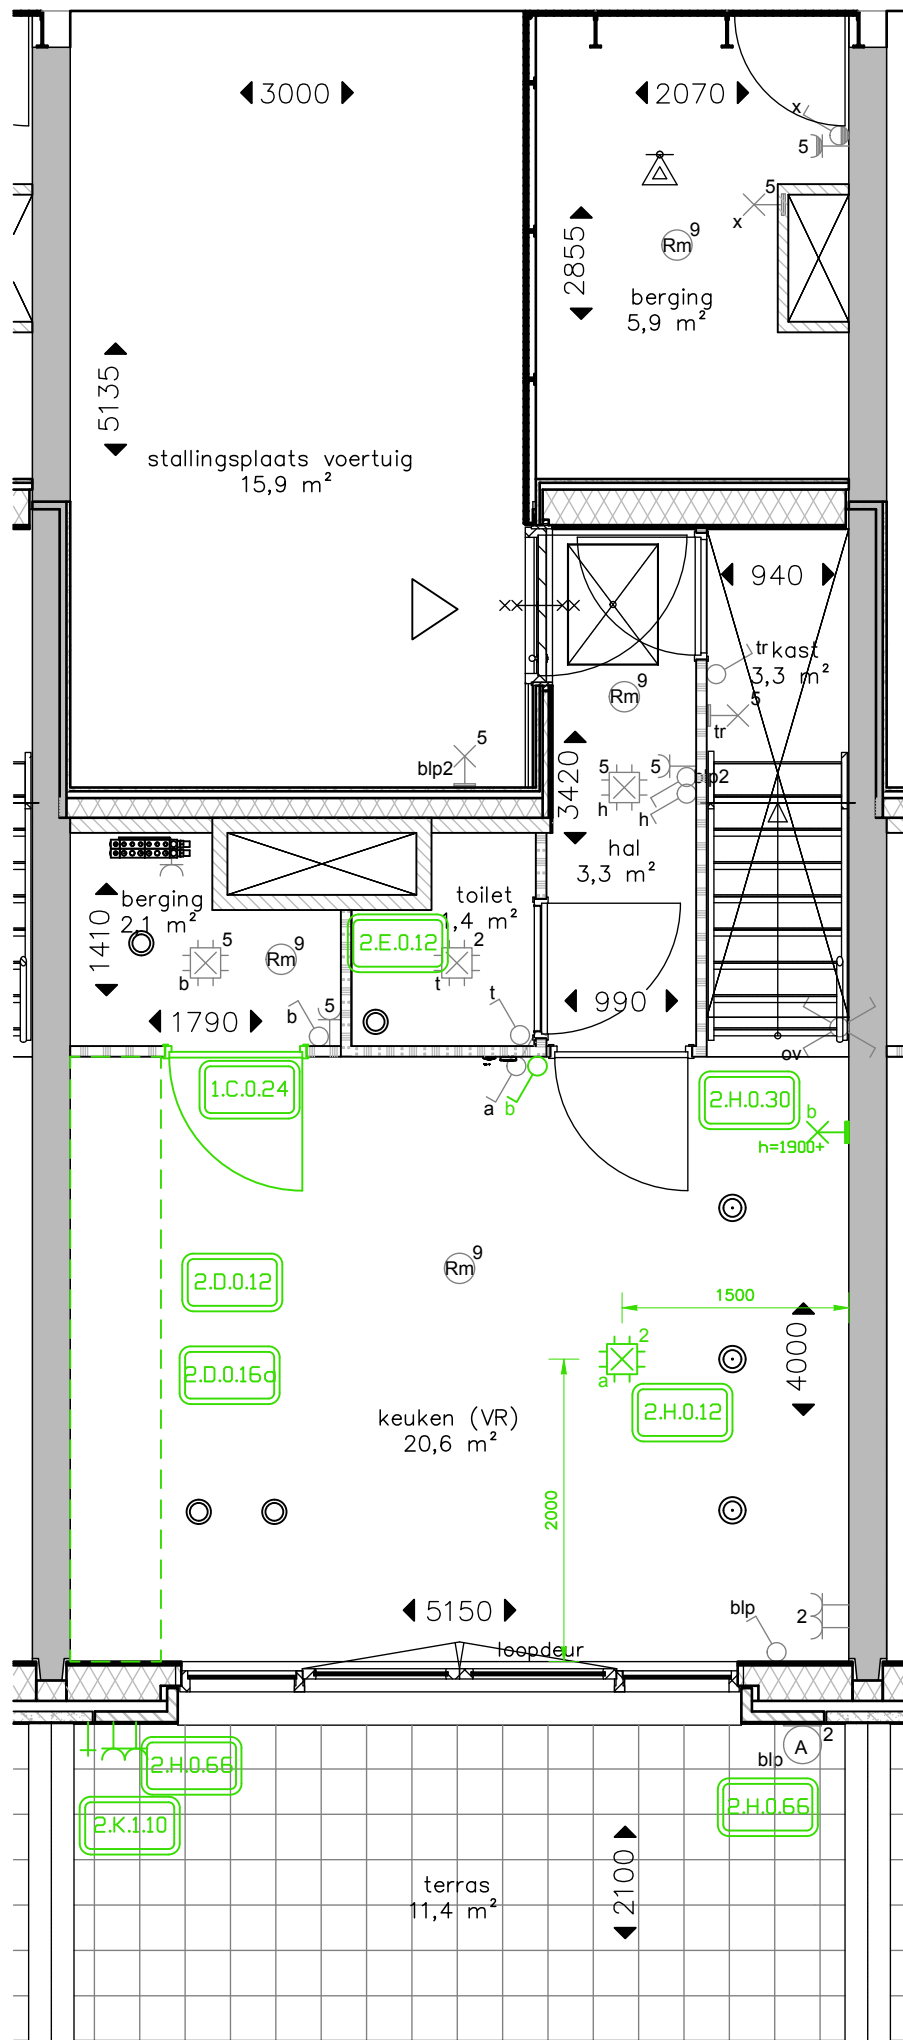 3000
2070
x
5
5
x
Rm 9
2855
berging
5,9 m²
5135
stallingsplaats voertuig
15,9 m²
940
tr
kast
3,3 m²
Rm 9
5
tr
5
blp2
3420
5
h
5
blp2
h
hal
3,3 m²
berging
2,1 m²
toilet
1,4 m²
1410
2.E.0.12
5
b
Rm 9
2
t
b
5
t
1790
990
ov
1.C.0.24
a
b
2.H.0.30
b
h=1900+
Rm 9
2.D.0.12
1500
4000
2
a
2.D.0.16a
2.H.0.12
keuken (VR)
20,6 m²
2000
5150
loopdeur
blp
2
2.H.0.66
A 2
blp
2.K.1.10
2.H.0.66
terras
11,4 m²
2100